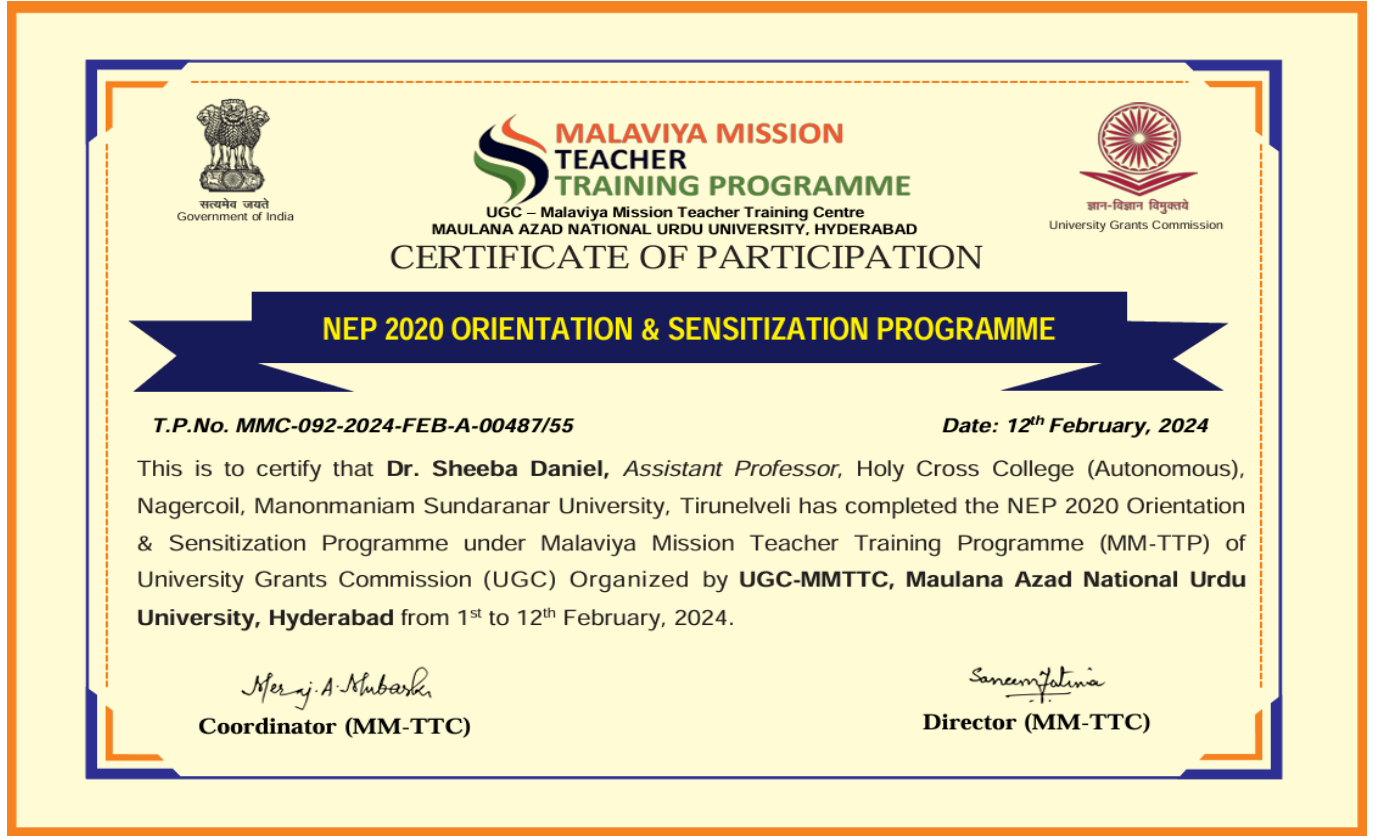 सत्यमेव जयते
Government of India
MALAVIYA MISSION
TEACHER
TRAINING PROGRAMME
ज्ञान-विज्ञान विमुक्तये
University Grants Commission
UGC – Malaviya Mission Teacher Training Centre
MAULANA AZAD NATIONAL URDU UNIVERSITY, HYDERABAD
CERTIFICATE OF PARTICIPATION
NEP 2020 ORIENTATION & SENSITIZATION PROGRAMME
T.P.No. MMC-092-2024-FEB-A-00487/55 Date: 12th February, 2024
This is to certify that Dr. Sheeba Daniel, Assistant Professor, Holy Cross College (Autonomous),
Nagercoil, Manonmaniam Sundaranar University, Tirunelveli has completed the NEP 2020 Orientation
& Sensitization Programme under Malaviya Mission Teacher Training Programme (MM-TTP) of
University Grants Commission (UGC) Organized by UGC-MMTTC, Maulana Azad National Urdu
University, Hyderabad from 1st to 12th February, 2024.
Coordinator (MM-TTC) Director (MM-TTC)